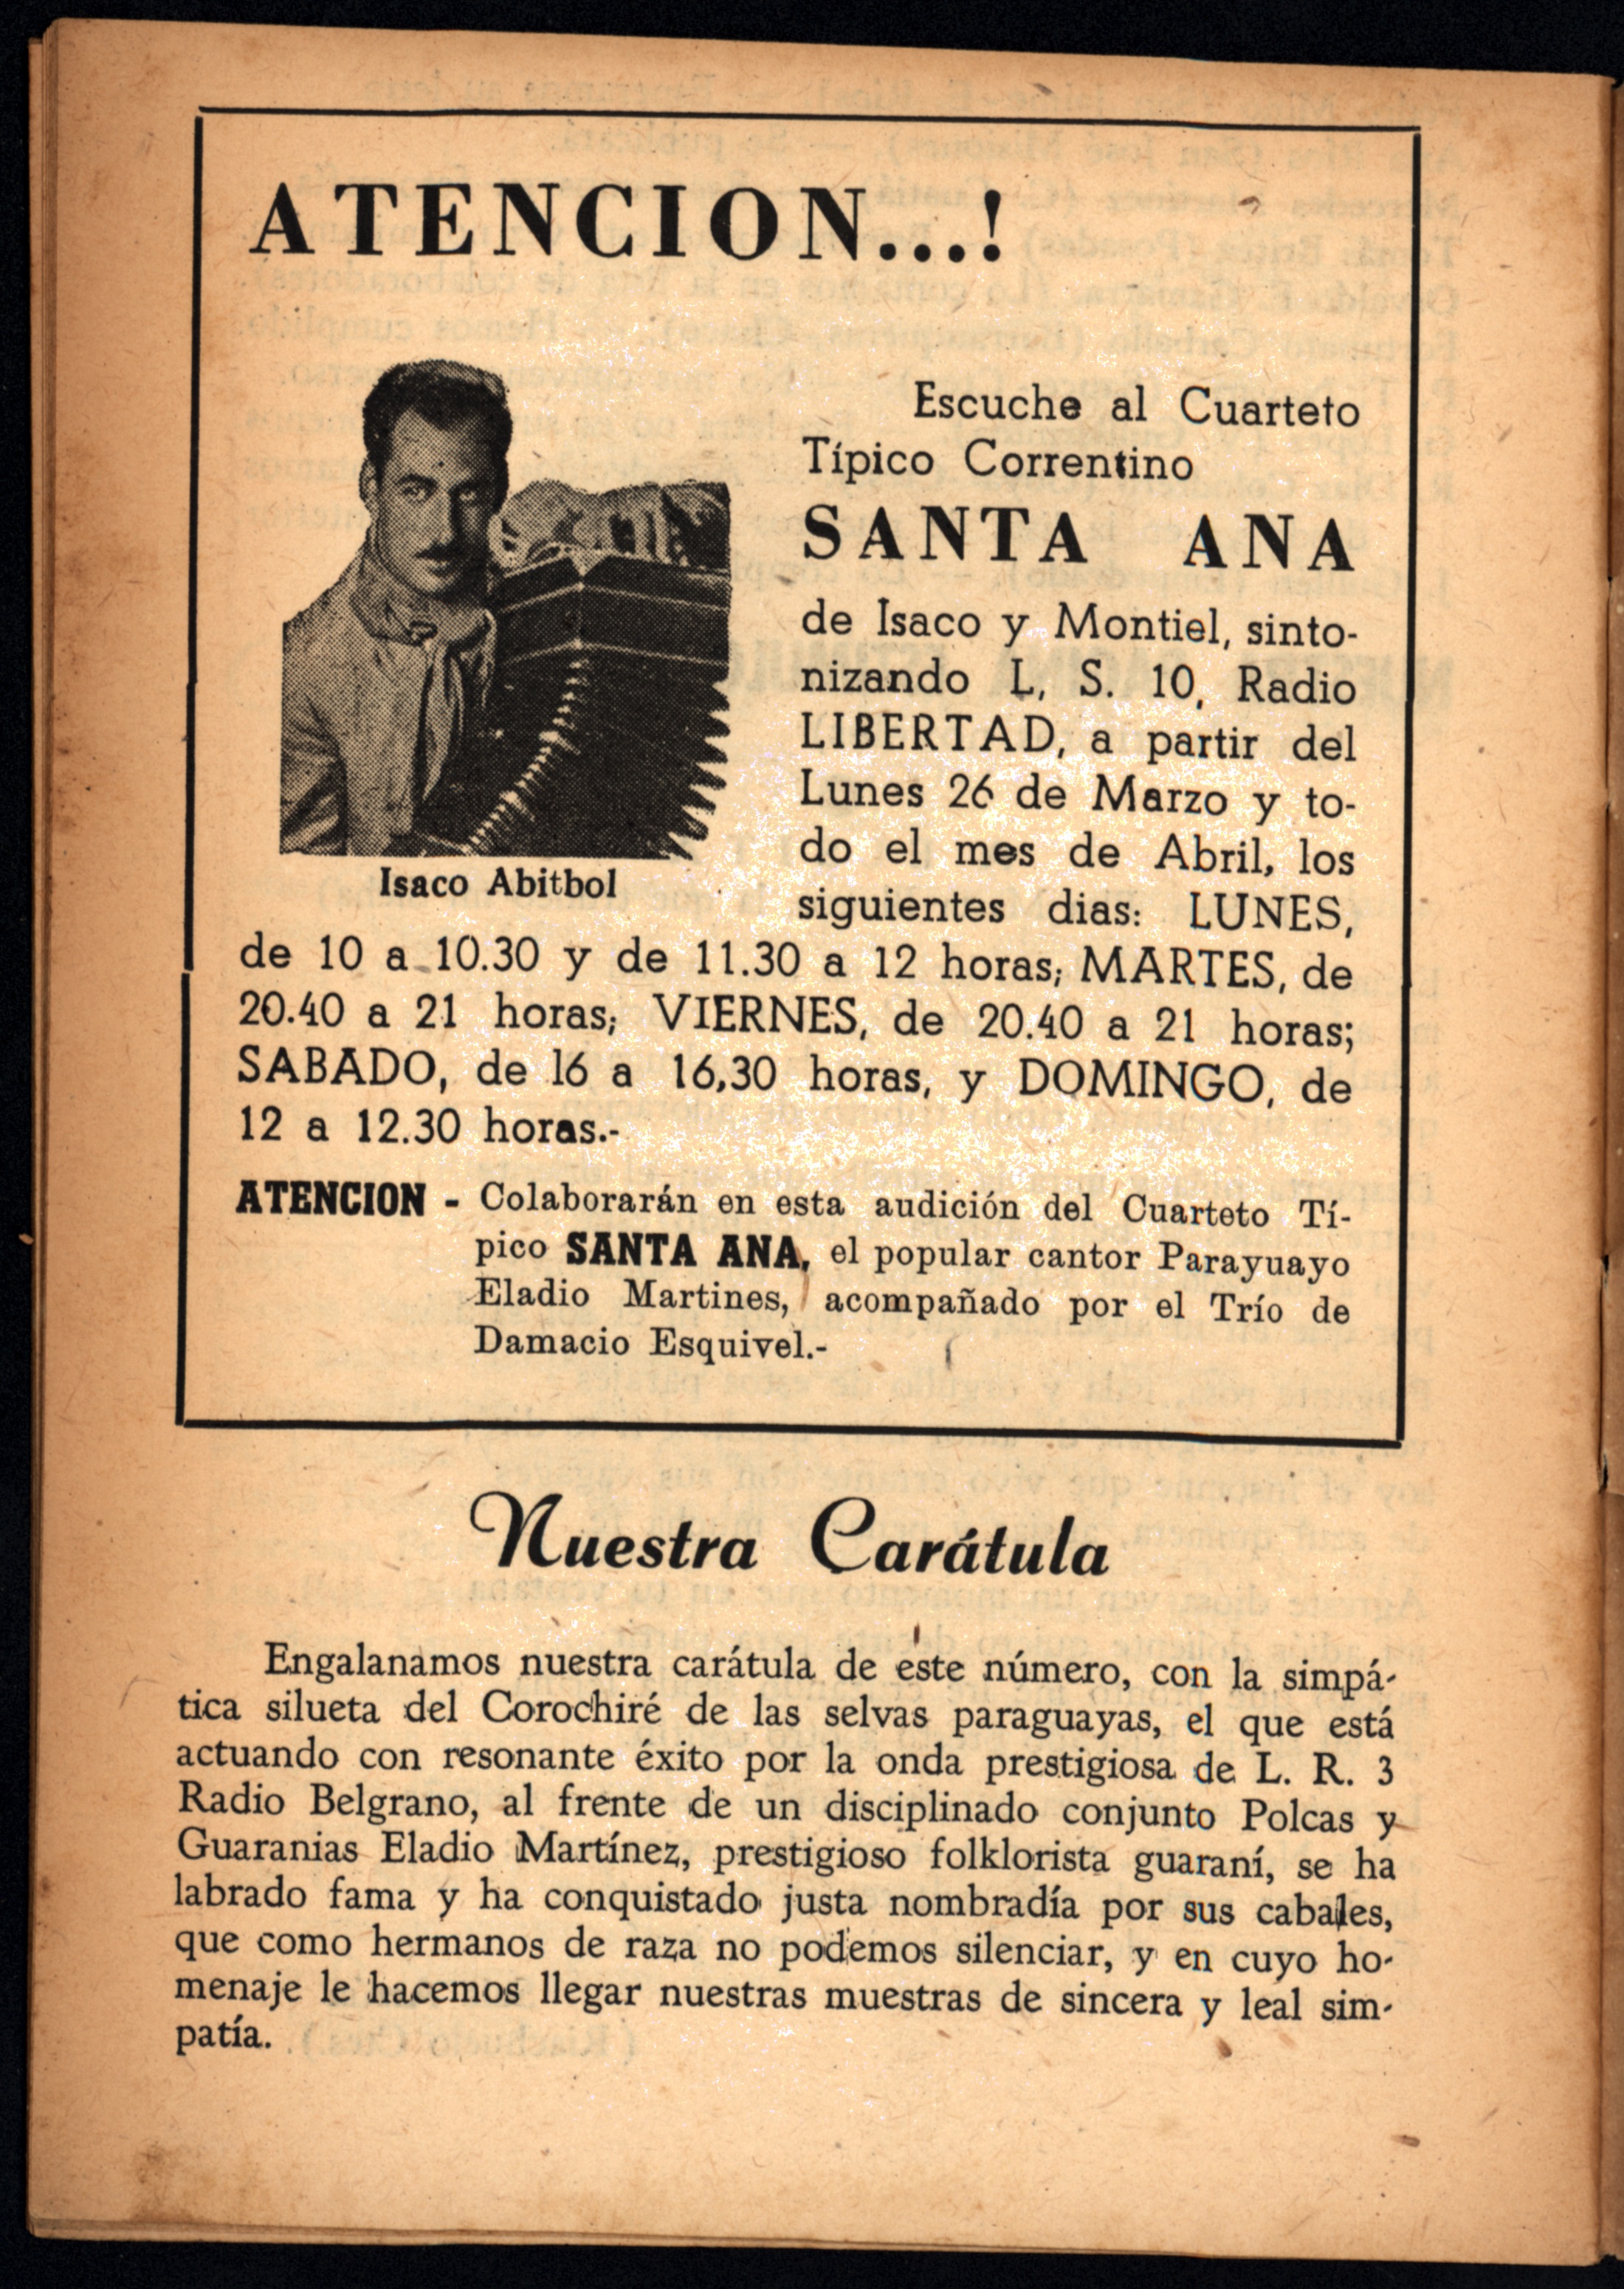 ATENCION...!
Escuche al Cuarteto
Típico Correntino
SANTA ANA
de Isaco y Montiel, sinto-
nizando L, S. 10, Radio
LIBERTAD, a partir del
Lunes 26 de Marzo y to-
do el mes de Abril, los
siguientes dias: LUNES,
Isaco Abitbol
de 10 a 10.30 y de 11.30 a 12 horas; MARTES, de
20.40 a 21 horas; VIERNES, de 20.40 a 21 horas;
SABADO, de 16 a 16,30 horas, y DOMINGO, de
12 a 12.30 horas.-
ATENCION - Colaborarán en esta audición del Cuarteto Tí-
pico SANTA ANA, el popular cantor Parayuayo
Eladio Martines, acompañado por el Trío de
Damacio Esquivel.-
Nuestra Carátula
Engalanamos nuestra carátula de este número, con la simpá-
tica silueta del Corochiré de las selvas paraguayas, el que está
actuando con resonante éxito por la onda prestigiosa de L. R. 3
Radio Belgrano, al frente de un disciplinado conjunto Polcas y
Guaranias Eladio Martínez, prestigioso folklorista guaraní, se ha
labrado fama y ha conquistado justa nombradía por sus cabales,
que como hermanos de raza no podemos silenciar, y en cuyo ho-
menaje le hacemos llegar nuestras muestras de sincera y leal sim-
patía.